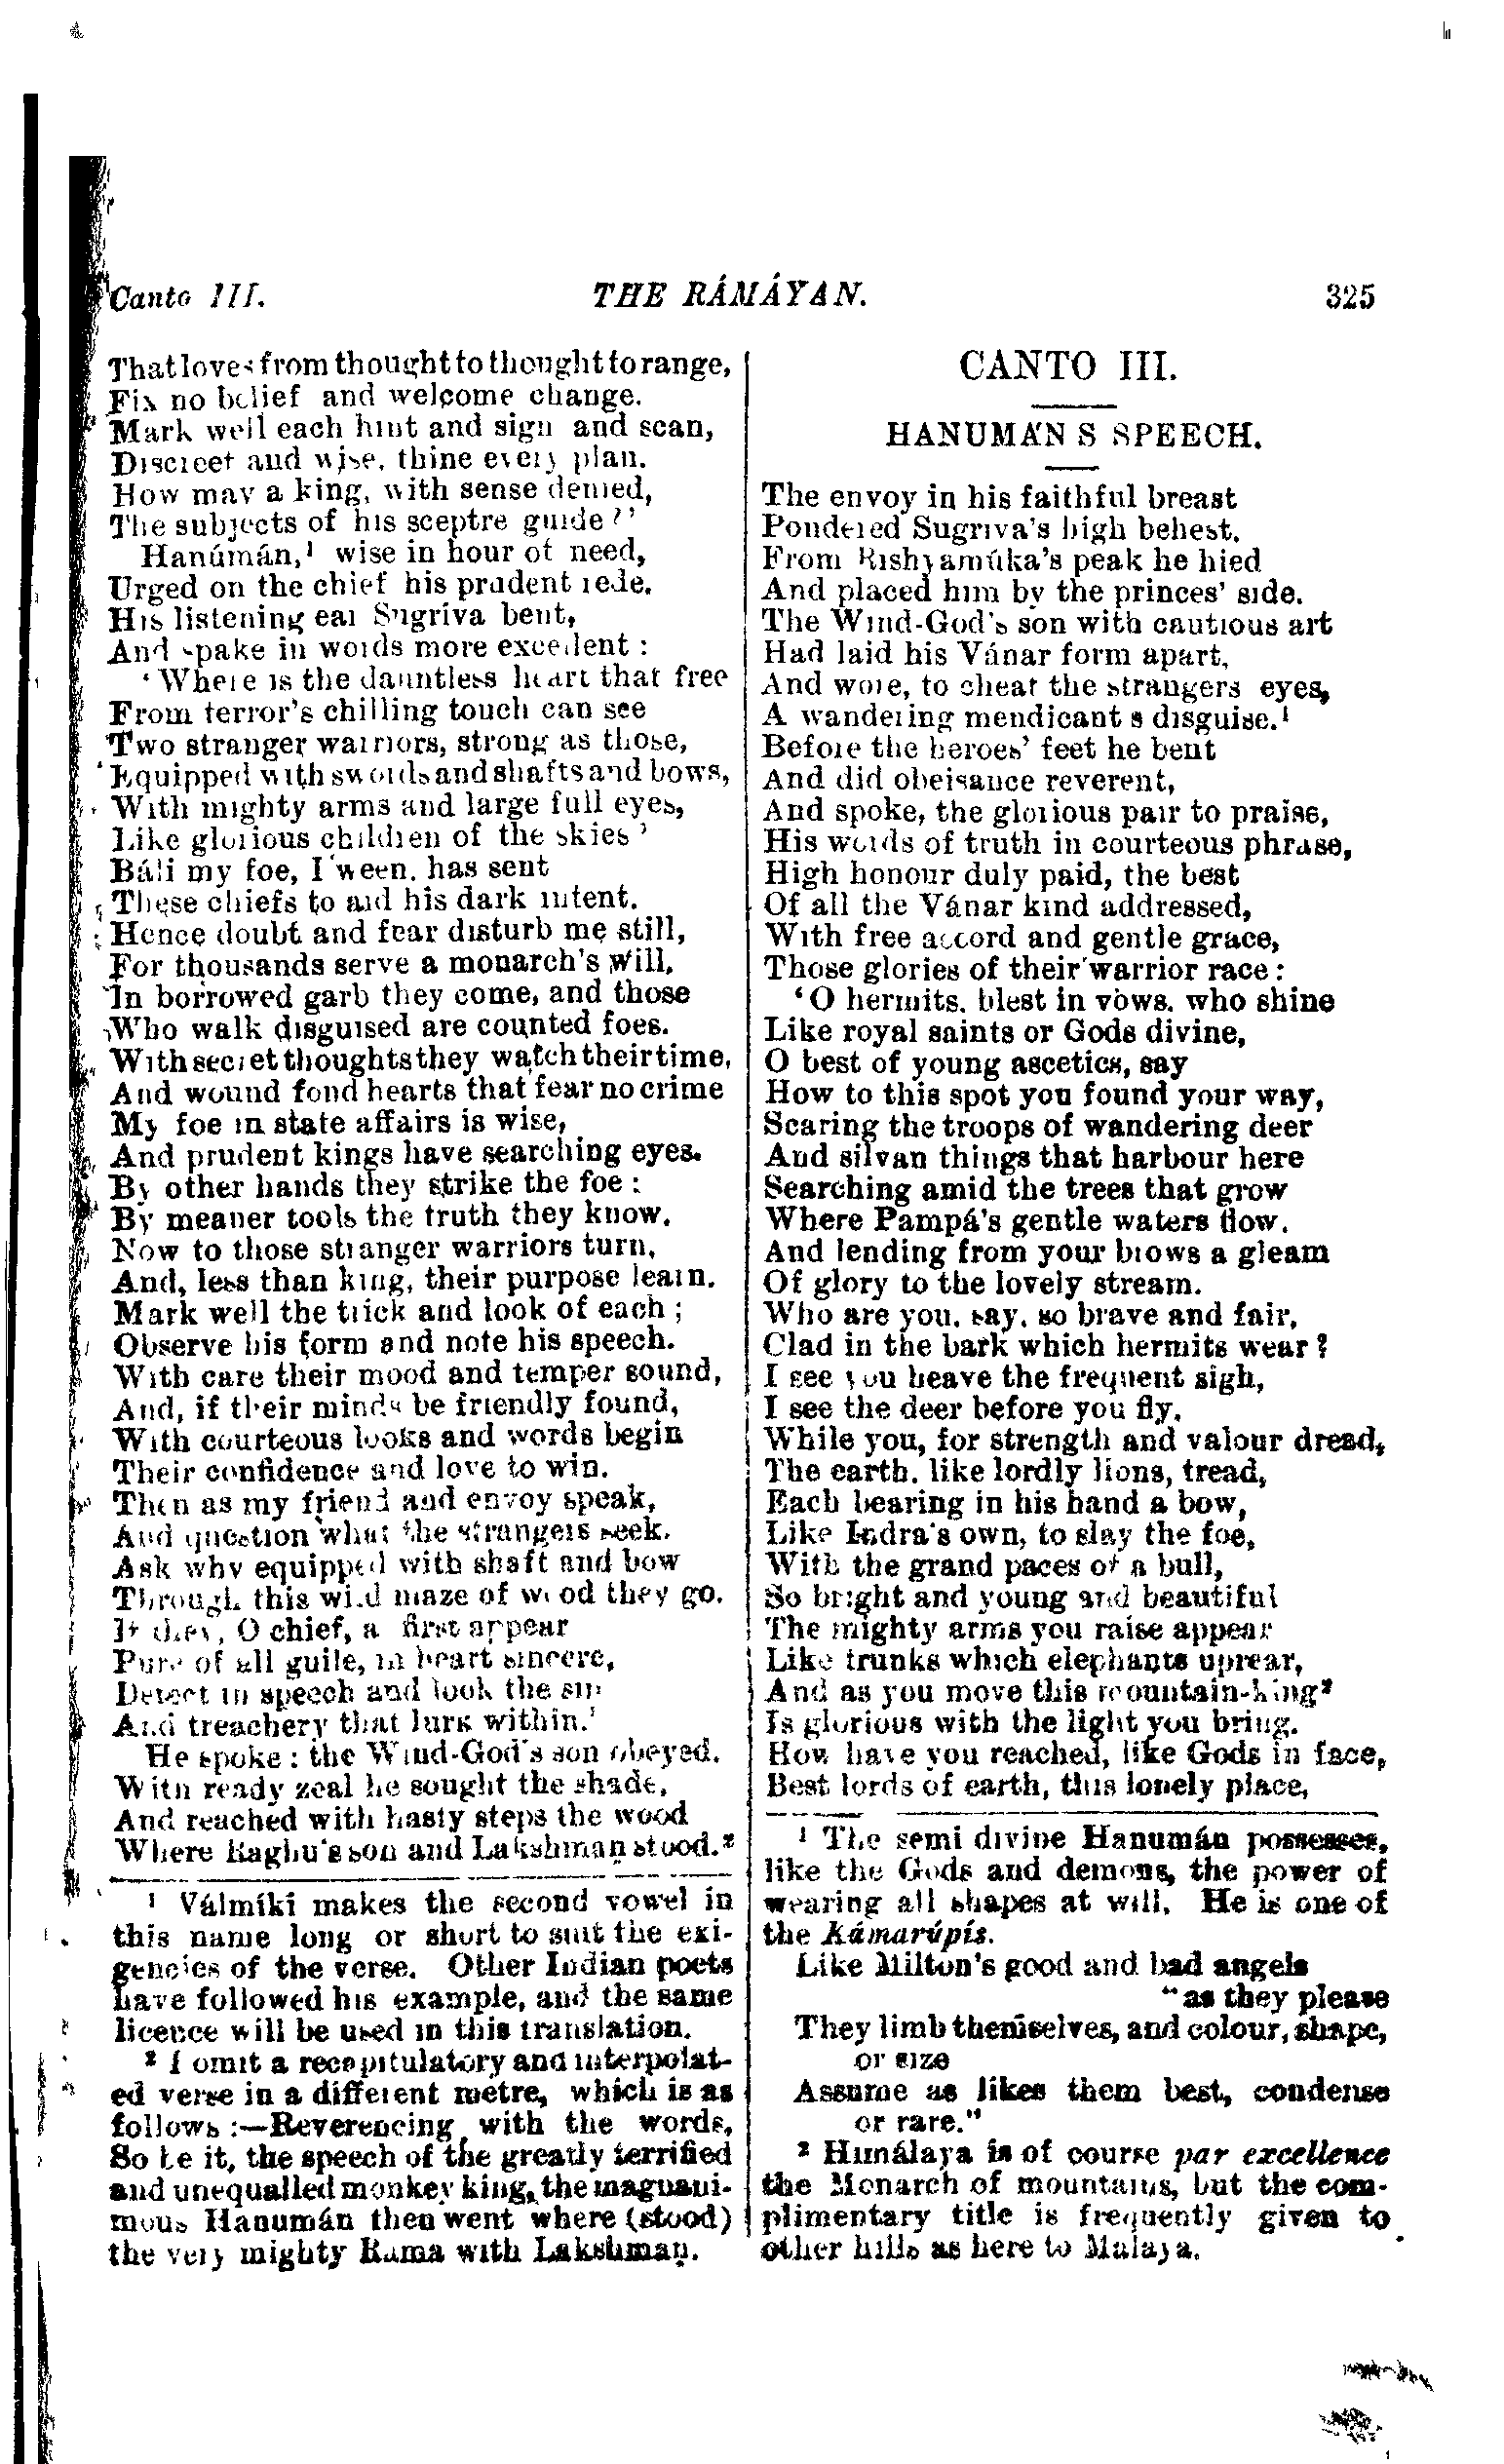 Canto III.
THE RÁMÁYAN.
325
That loves from thought to thought to range,
Fix no belief and welcome change.
Mark well each hint and sign and scan,
Discreet and wise, thine every plan.
How may a king, with sense denied,
The subjects of his sceptre guide?'
Hanúmán,¹ wise in hour of need,
Urged on the chief his prudent rede.
His listening ear Sugríva bent,
And spake in words more excellent:
'Where is the dauntless heart that free
From terror's chilling touch can see
Two stranger warriors, strong as those,
Equipped with swords and shafts and bows,
With mighty arms and large full eyes,
Like glorious children of the skies?
Báli my foe, I ween, has sent
These chiefs to aid his dark intent.
Hence doubt and fear disturb me still,
For thousands serve a monarch's will.
In borrowed garb they come, and those
Who walk disguised are counted foes.
With secret thoughts they watch their time,
And wound fond hearts that fear no crime
My foe in state affairs is wise,
And prudent kings have searching eyes.
By other hands they strike the foe:
By meaner tools the truth they know.
Now to those stranger warriors turn,
And, less than king, their purpose learn.
Mark well the trick and look of each;
Observe his form and note his speech.
With care their mood and temper sound,
And, if their minds be friendly found,
With courteous looks and words begin
Their confidence and love to win.
Then as my friend and envoy speak,
And question what the strangers seek.
Ask why equipped with shaft and bow
Through this wild maze of wood they go.
If they, O chief, a first appear
Pure of all guile, in heart sincere,
Detect in speech and look the sin
And treachery that lurk within.'
He spoke: the Wind-God's son obeyed.
With ready zeal he sought the shade,
And reached with hasty steps the wood
Where Raghu's son and Lakshmaṇ stood.²
¹ Válmíki makes the second vowel in
this name long or short to suit the exi-
gencies of the verse. Other Indian poets
have followed his example, and the same
licence will be used in this translation.
² I omit a recapitulatory and interpolat-
ed verse in a different metre, which is as
follows:—Reverencing with the words,
So be it, the speech of the greatly terrified
and unequalled monkey king, the magnani-
mous Hanumán then went where (stood)
the very mighty Rama with Lakshmaṇ.
CANTO III.
HANUMÁN S SPEECH.
The envoy in his faithful breast
Pondered Sugriva's high behest.
From Rishyamúka's peak he hied
And placed him by the princes' side.
The Wind-God's son with cautious art
Had laid his Vánar form apart,
And wore, to cheat the strangers eyes,
A wandering mendicant s disguise.¹
Before the heroes' feet he bent
And did obeisance reverent,
And spoke, the glorious pair to praise,
His words of truth in courteous phrase,
High honour duly paid, the best
Of all the Vánar kind addressed,
With free accord and gentle grace,
Those glories of their warrior race:
'O hermits, blest in vows, who shine
Like royal saints or Gods divine,
O best of young ascetics, say
How to this spot you found your way,
Scaring the troops of wandering deer
And silvan things that harbour here
Searching amid the trees that grow
Where Pampá's gentle waters flow.
And lending from your brows a gleam
Of glory to the lovely stream.
Who are you, say, so brave and fair,
Clad in the bark which hermits wear?
I see you heave the frequent sigh,
I see the deer before you fly.
While you, for strength and valour dread,
The earth, like lordly lions, tread,
Each bearing in his hand a bow,
Like Indra's own, to slay the foe,
With the grand paces of a bull,
So bright and young and beautiful
The mighty arms you raise appear
Like trunks which elephants uprear,
And as you move this mountain-king²
Is glorious with the light you bring.
How have you reached, like Gods in face,
Best lords of earth, this lonely place,
¹ The semi divine Hanumán possesses,
like the Gods and demons, the power of
wearing all shapes at will. He is one of
the Kámarúpís.
Like Milton's good and bad angels
"as they please
They limb themselves, and colour, shape,
or size
Assume as likes them best, condense
or rare."
² Himálaya is of course par excellence
the Monarch of mountains, but the com-
plimentary title is frequently given to
other hills as here to Malaya.